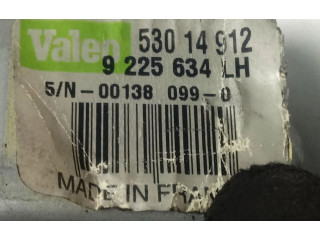 Valeo 530 14 912
9 225 634 LH
S/N-00138 099-0
MADE IN FRAN